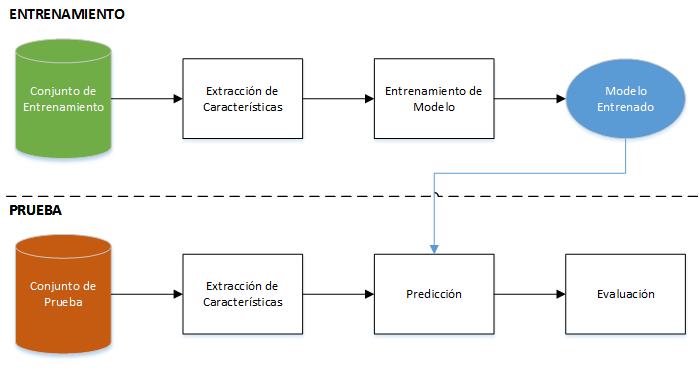 ENTRENAMIENTO
Conjunto de
Entrenamiento
Extracción de
Características
Entrenamiento de
Modelo
Modelo
Entrenado
PRUEBA
Conjunto de
Prueba
Extracción de
Características
Predicción
Evaluación